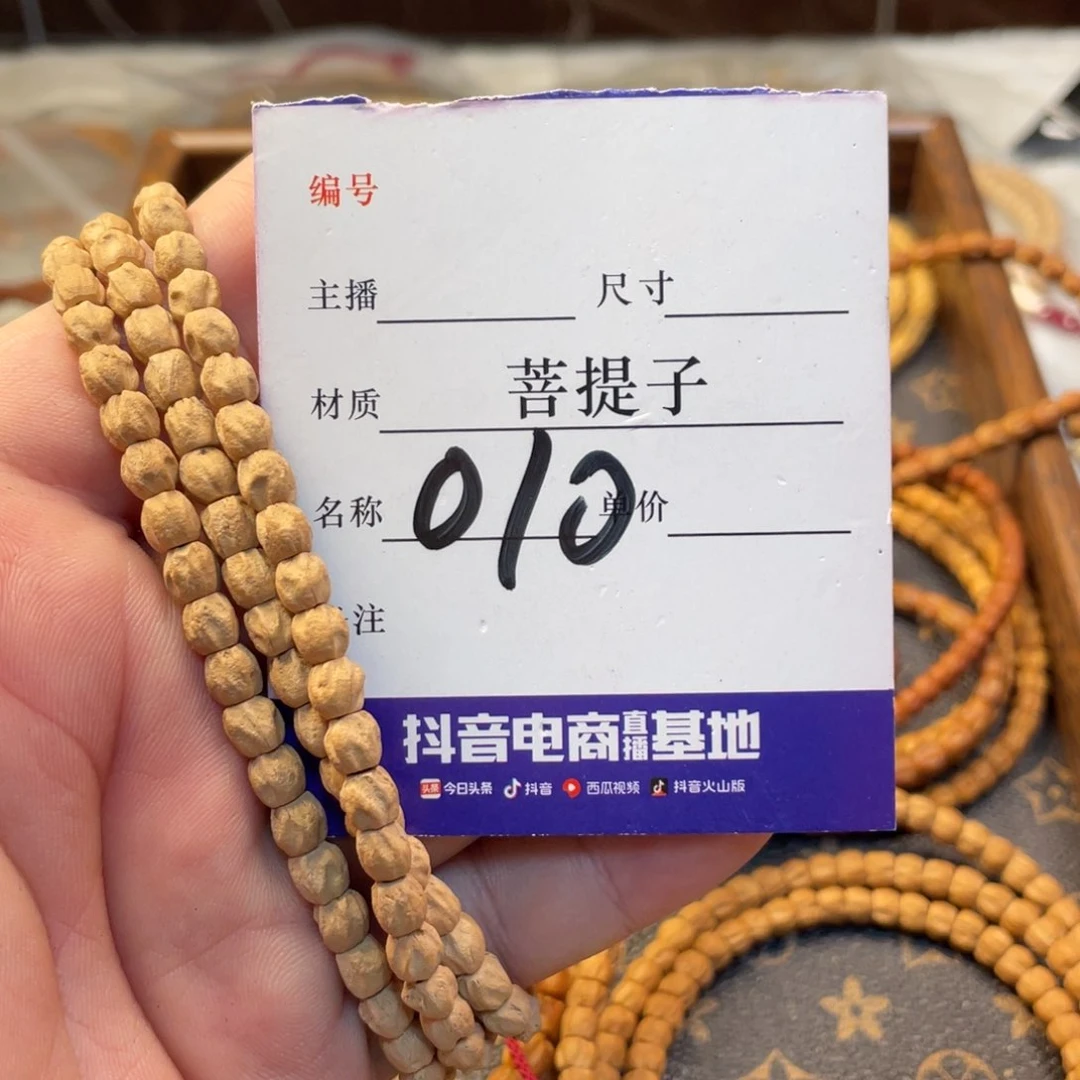 编号
主播 尺寸
材质 菩提子
名称 010 单价
注
抖音电商直播基地
头条 今日头条 抖音 西瓜视频 抖音火山版